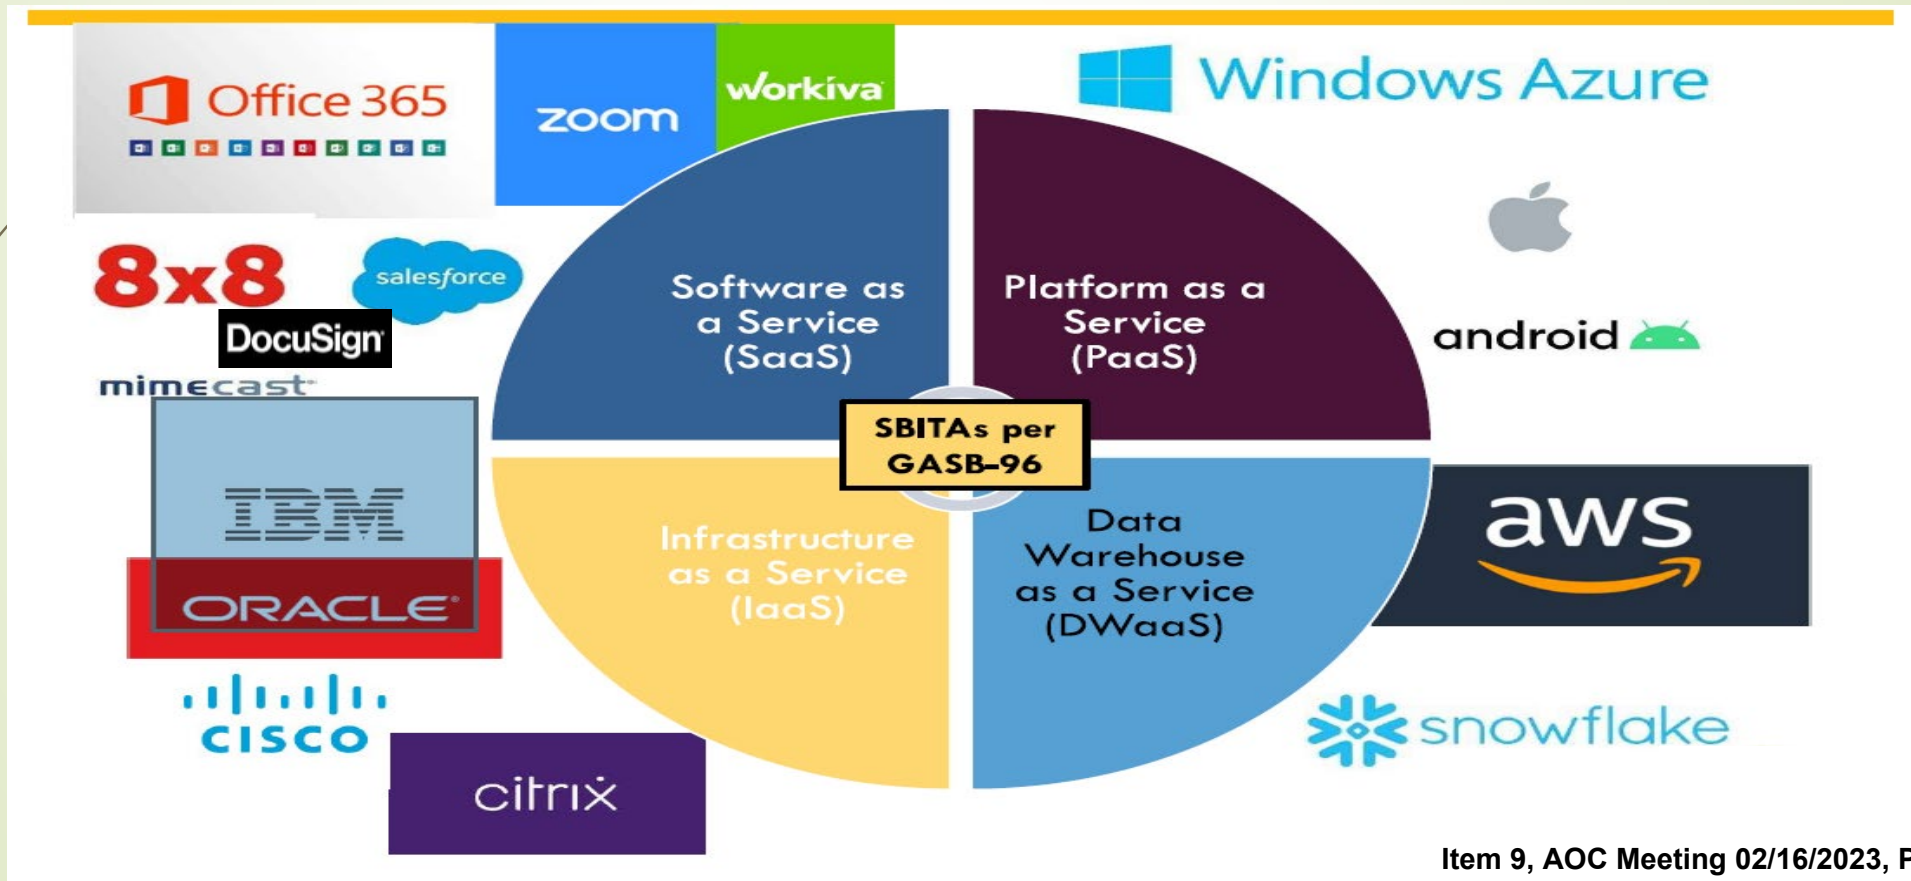 Office 365
zoom
workiva
Windows Azure
8x8
salesforce
DocuSign
mimecast
android
Software as
a Service
(SaaS)
Platform as a
Service
(PaaS)
SBITAs per
GASB-96
IBM
ORACLE
CISCO
citrix
Infrastructure
as a Service
(IaaS)
Data
Warehouse
as a Service
(DWaaS)
aws
snowflake
Item 9, AOC Meeting 02/16/2023, P